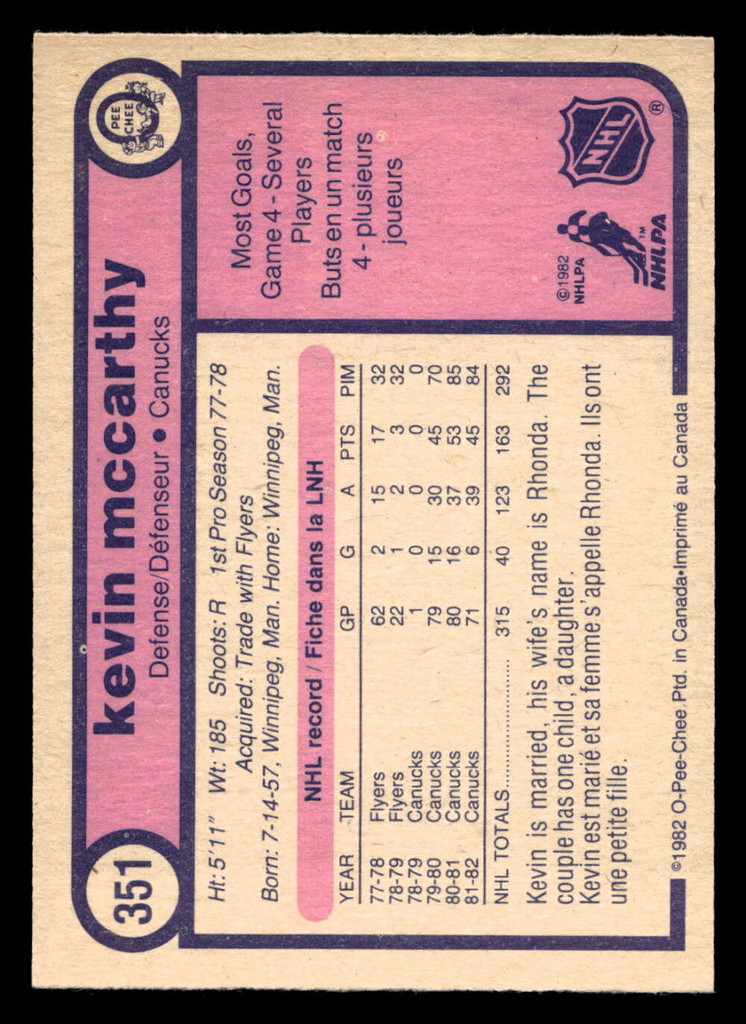 351
kevin mccarthy
Defense/Défenseur • Canucks
O
PEE
CHEE
Ht: 5'11" Wt: 185 Shoots: R 1st Pro Season 77-78
Acquired: Trade with Flyers
Born: 7-14-57, Winnipeg, Man. Home: Winnipeg, Man.
NHL record / Fiche dans la LNH
YEAR TEAM GP G A PTS PIM
77-78 Flyers 62 2 15 17 32
78-79 Flyers 22 1 2 3 32
78-79 Canucks 1 0 0 0 0
79-80 Canucks 79 15 30 45 70
80-81 Canucks 80 16 37 53 85
81-82 Canucks 71 6 39 45 84
NHL TOTALS.................... 315 40 123 163 292
Kevin is married, his wife's name is Rhonda. The
couple has one child, a daughter.
Kevin est marié et sa femme s'appelle Rhonda. Ils ont
une petite fille.
Most Goals,
Game 4 - Several
Players
Buts en un match
4 - plusieurs
joueurs
©1982
NHLPA
NHLPA
TM
NHL
®
©1982 O-Pee-Chee Ptd. in Canada•Imprimé au Canada